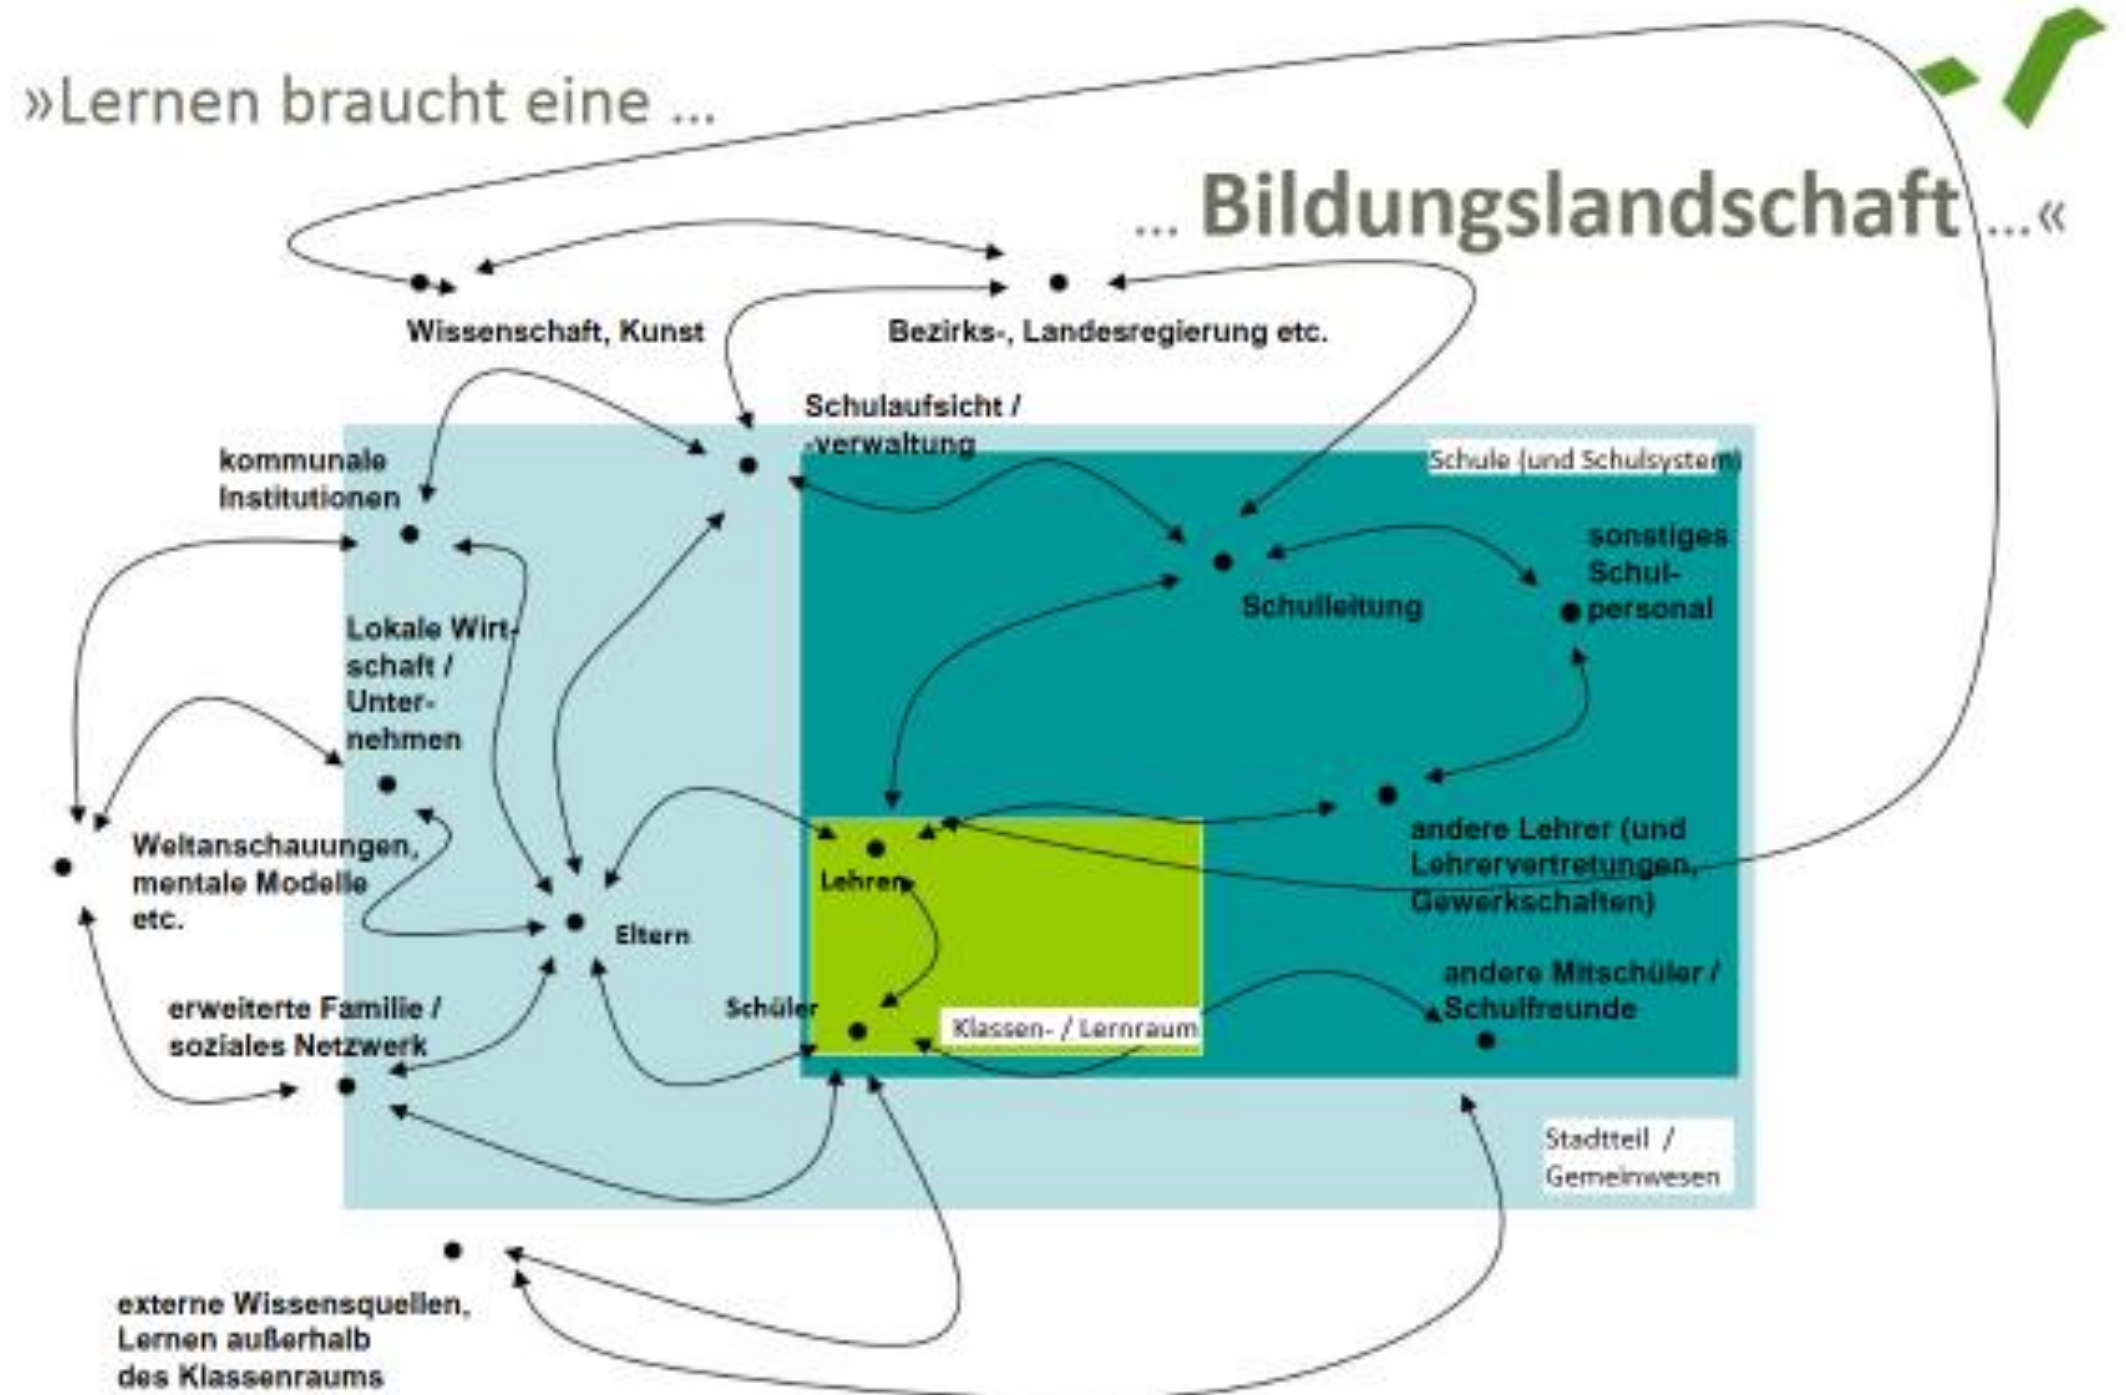 »Lernen braucht eine ...
... Bildungslandschaft ...«
Wissenschaft, Kunst
Bezirks-, Landesregierung etc.
Schulaufsicht /
-verwaltung
kommunale
Institutionen
Schule (und Schulsystem)
sonstiges
Schul-
personal
Schulleitung
Lokale Wirt-
schaft /
Unter-
nehmen
Weltanschauungen,
mentale Modelle
etc.
Lehrer
andere Lehrer (und
Lehrervertretungen,
Gewerkschaften)
Eltern
erweiterte Familie /
soziales Netzwerk
Schüler
Klassen- / Lernraum
andere Mitschüler /
Schulfreunde
Stadtteil /
Gemeinwesen
externe Wissensquellen,
Lernen außerhalb
des Klassenraums